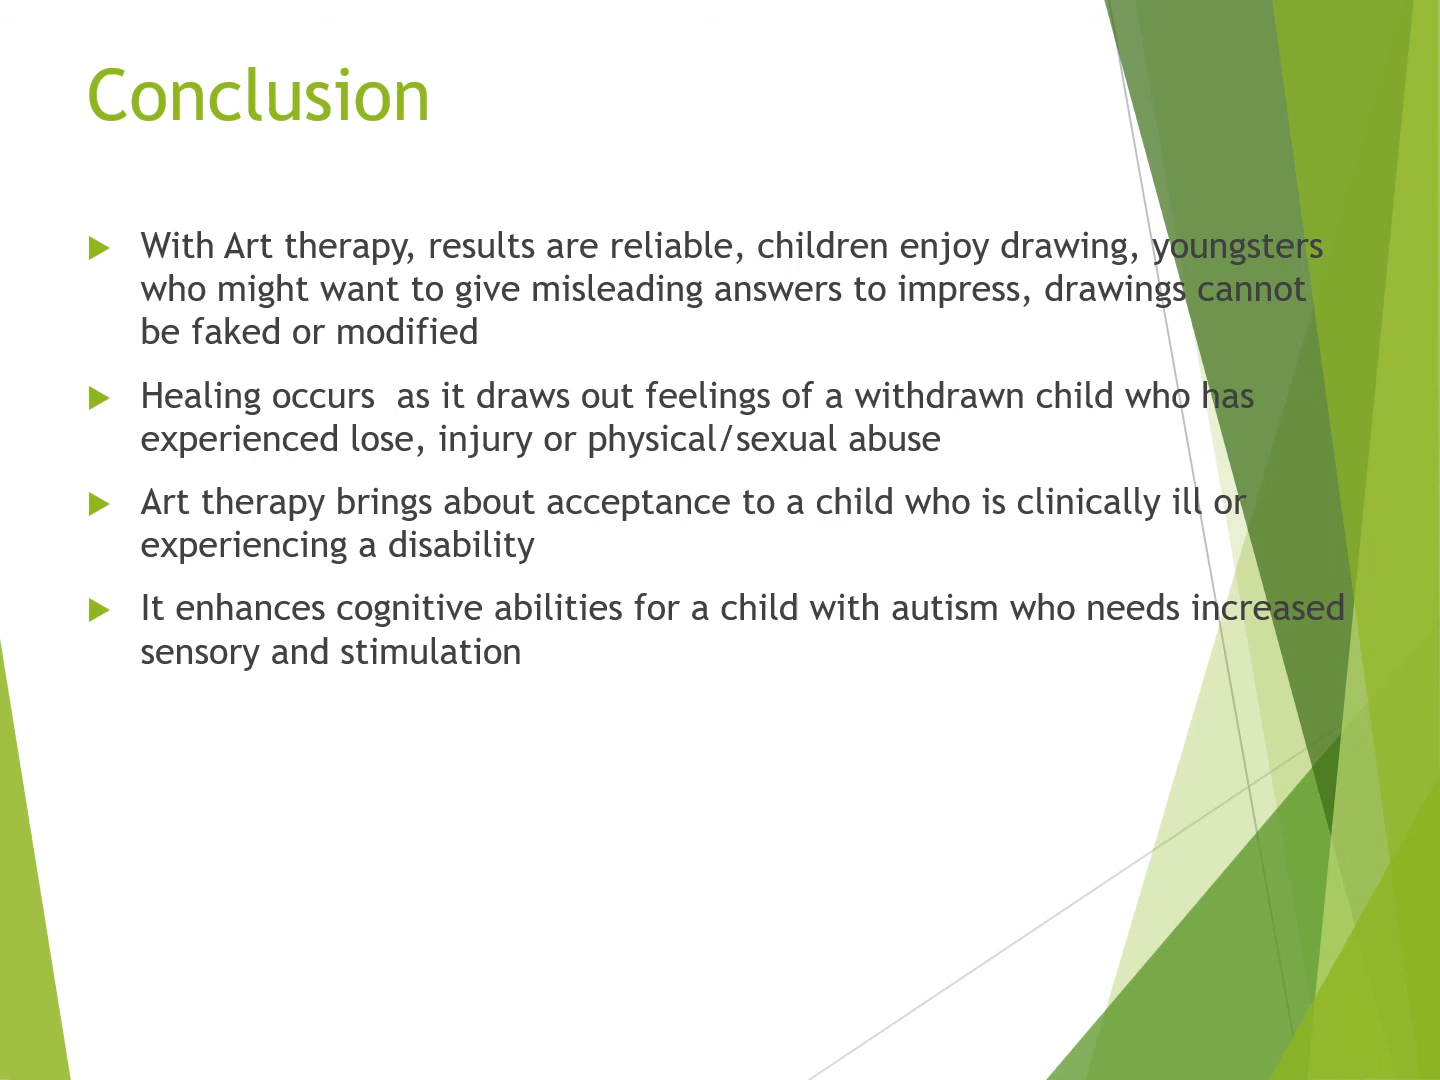 Conclusion
With Art therapy, results are reliable, children enjoy drawing, youngsters
who might want to give misleading answers to impress, drawings cannot
be faked or modified
Healing occurs  as it draws out feelings of a withdrawn child who has
experienced lose, injury or physical/sexual abuse
Art therapy brings about acceptance to a child who is clinically ill or
experiencing a disability
It enhances cognitive abilities for a child with autism who needs increased
sensory and stimulation